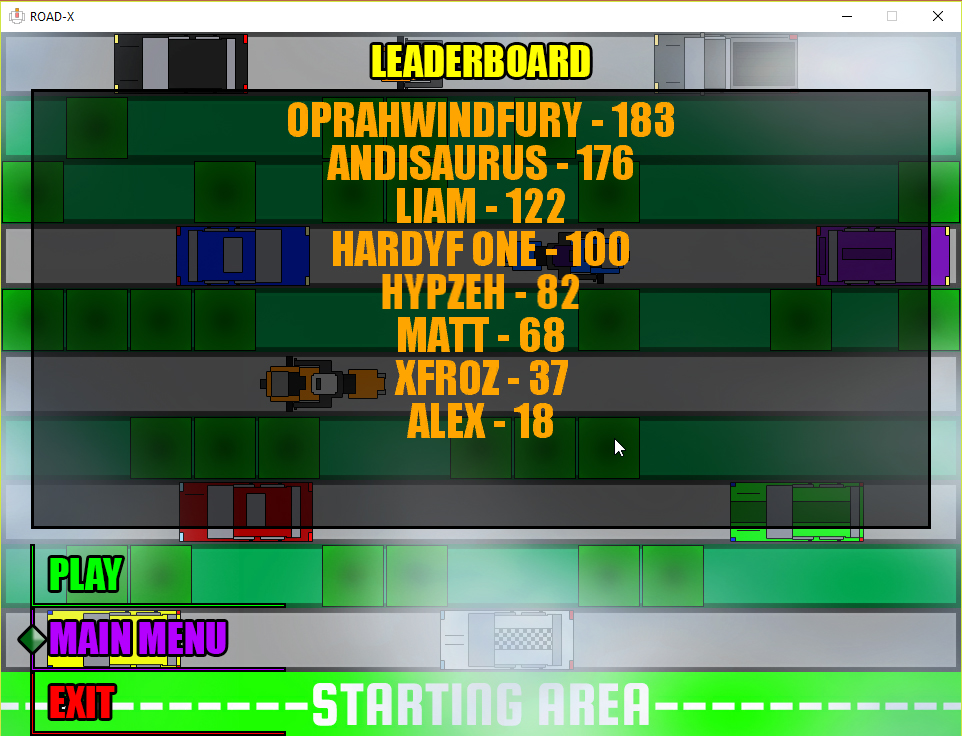 ROAD-X
LEADERBOARD
OPRAHWINDFURY - 183
ANDISAURUS - 176
LIAM - 122
HARDYF ONE - 100
HYPZEH - 82
MATT - 68
XFROZ - 37
ALEX - 18
PLAY
MAIN MENU
EXIT
STARTING AREA